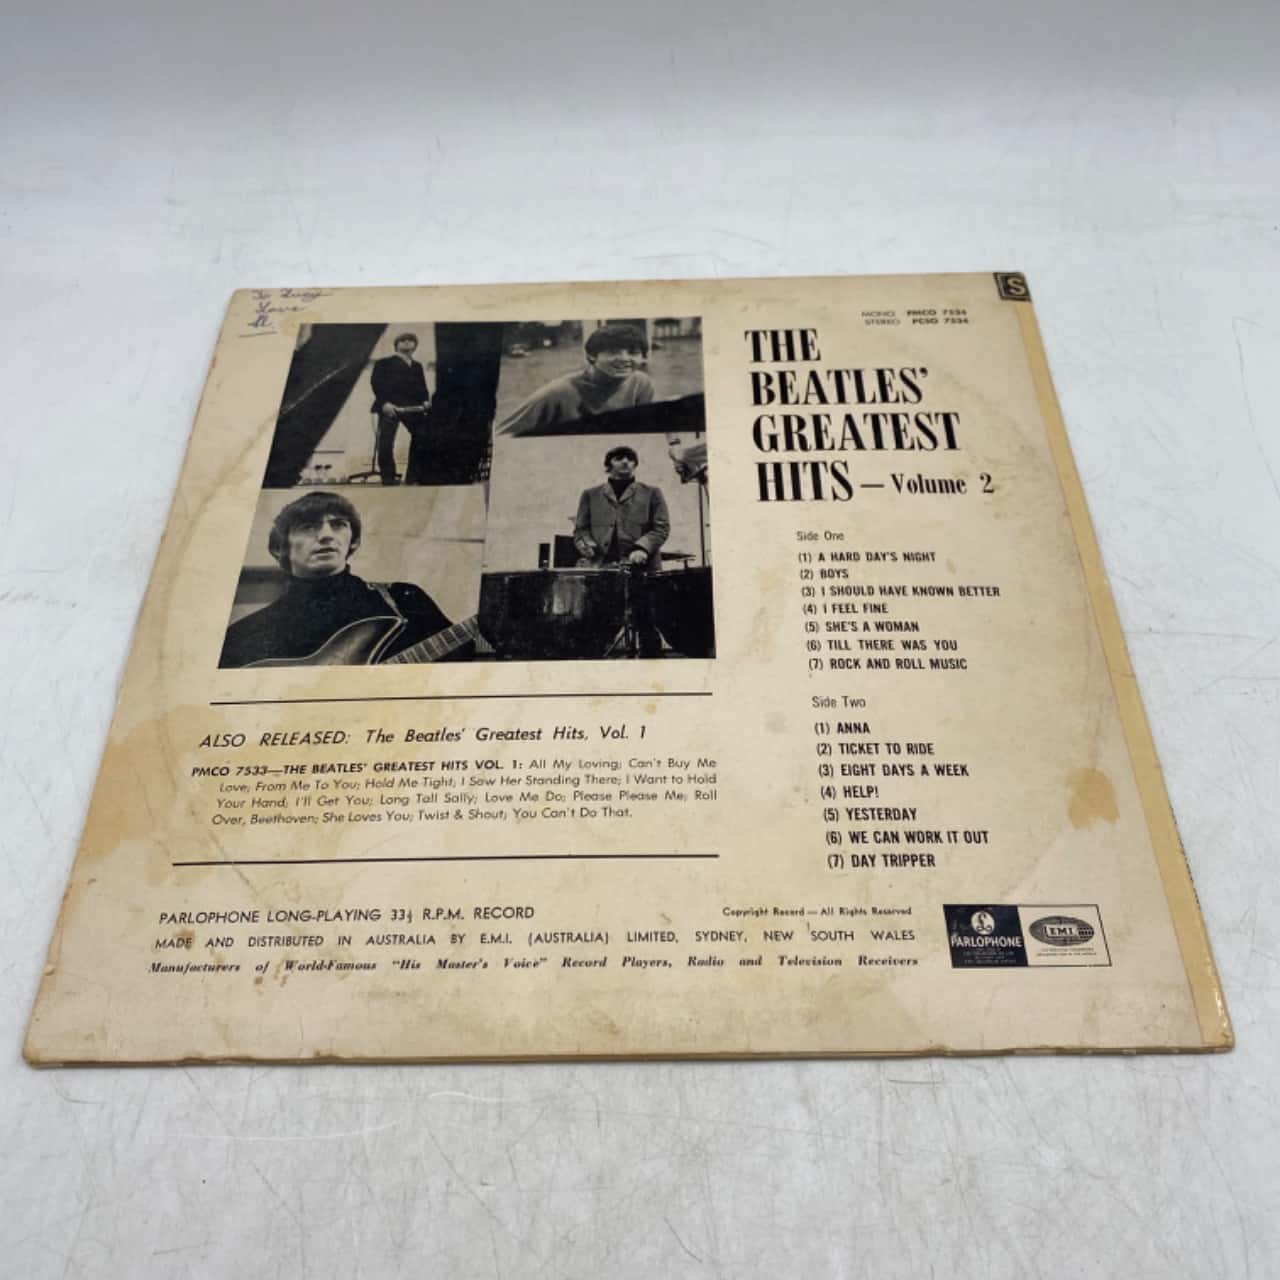 To Lucy
Love
S
MONO PMCO 7534
STEREO PCSO 7534
THE
BEATLES'
GREATEST
HITS — Volume 2
Side One
(1) A HARD DAY'S NIGHT
(2) BOYS
(3) I SHOULD HAVE KNOWN BETTER
(4) I FEEL FINE
(5) SHE'S A WOMAN
(6) TILL THERE WAS YOU
(7) ROCK AND ROLL MUSIC
Side Two
(1) ANNA
(2) TICKET TO RIDE
(3) EIGHT DAYS A WEEK
(4) HELP!
(5) YESTERDAY
(6) WE CAN WORK IT OUT
(7) DAY TRIPPER
ALSO RELEASED: The Beatles' Greatest Hits, Vol. 1
PMCO 7533—THE BEATLES' GREATEST HITS VOL. 1: All My Loving; Can't Buy Me
Love; From Me To You; Hold Me Tight; I Saw Her Standing There; I Want to Hold
Your Hand; I'll Get You; Long Tall Sally; Love Me Do; Please Please Me; Roll
Over, Beethoven; She Loves You; Twist & Shout; You Can't Do That.
PARLOPHONE LONG-PLAYING 33⅓ R.P.M. RECORD
Copyright Record — All Rights Reserved
MADE AND DISTRIBUTED IN AUSTRALIA BY E.M.I. (AUSTRALIA) LIMITED, SYDNEY, NEW SOUTH WALES
Manufacturers of World-Famous "His Master's Voice" Record Players, Radio and Television Receivers
£
PARLOPHONE
EMI